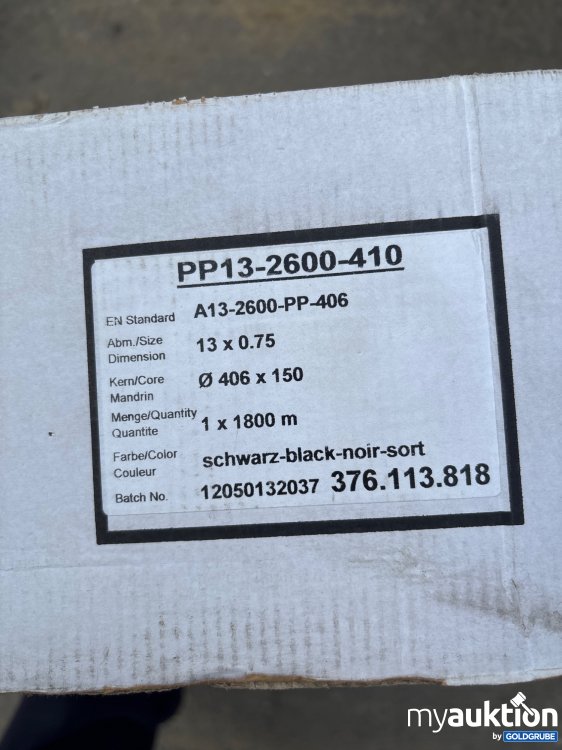 PP13-2600-410
EN Standard A13-2600-PP-406
Abm./Size 13 x 0.75
Dimension
Kern/Core Ø 406 x 150
Mandrin
Menge/Quantity 1 x 1800 m
Quantite
Farbe/Color schwarz-black-noir-sort
Couleur
Batch No. 12050132037 376.113.818
myauktion
by GOLDGRUBE